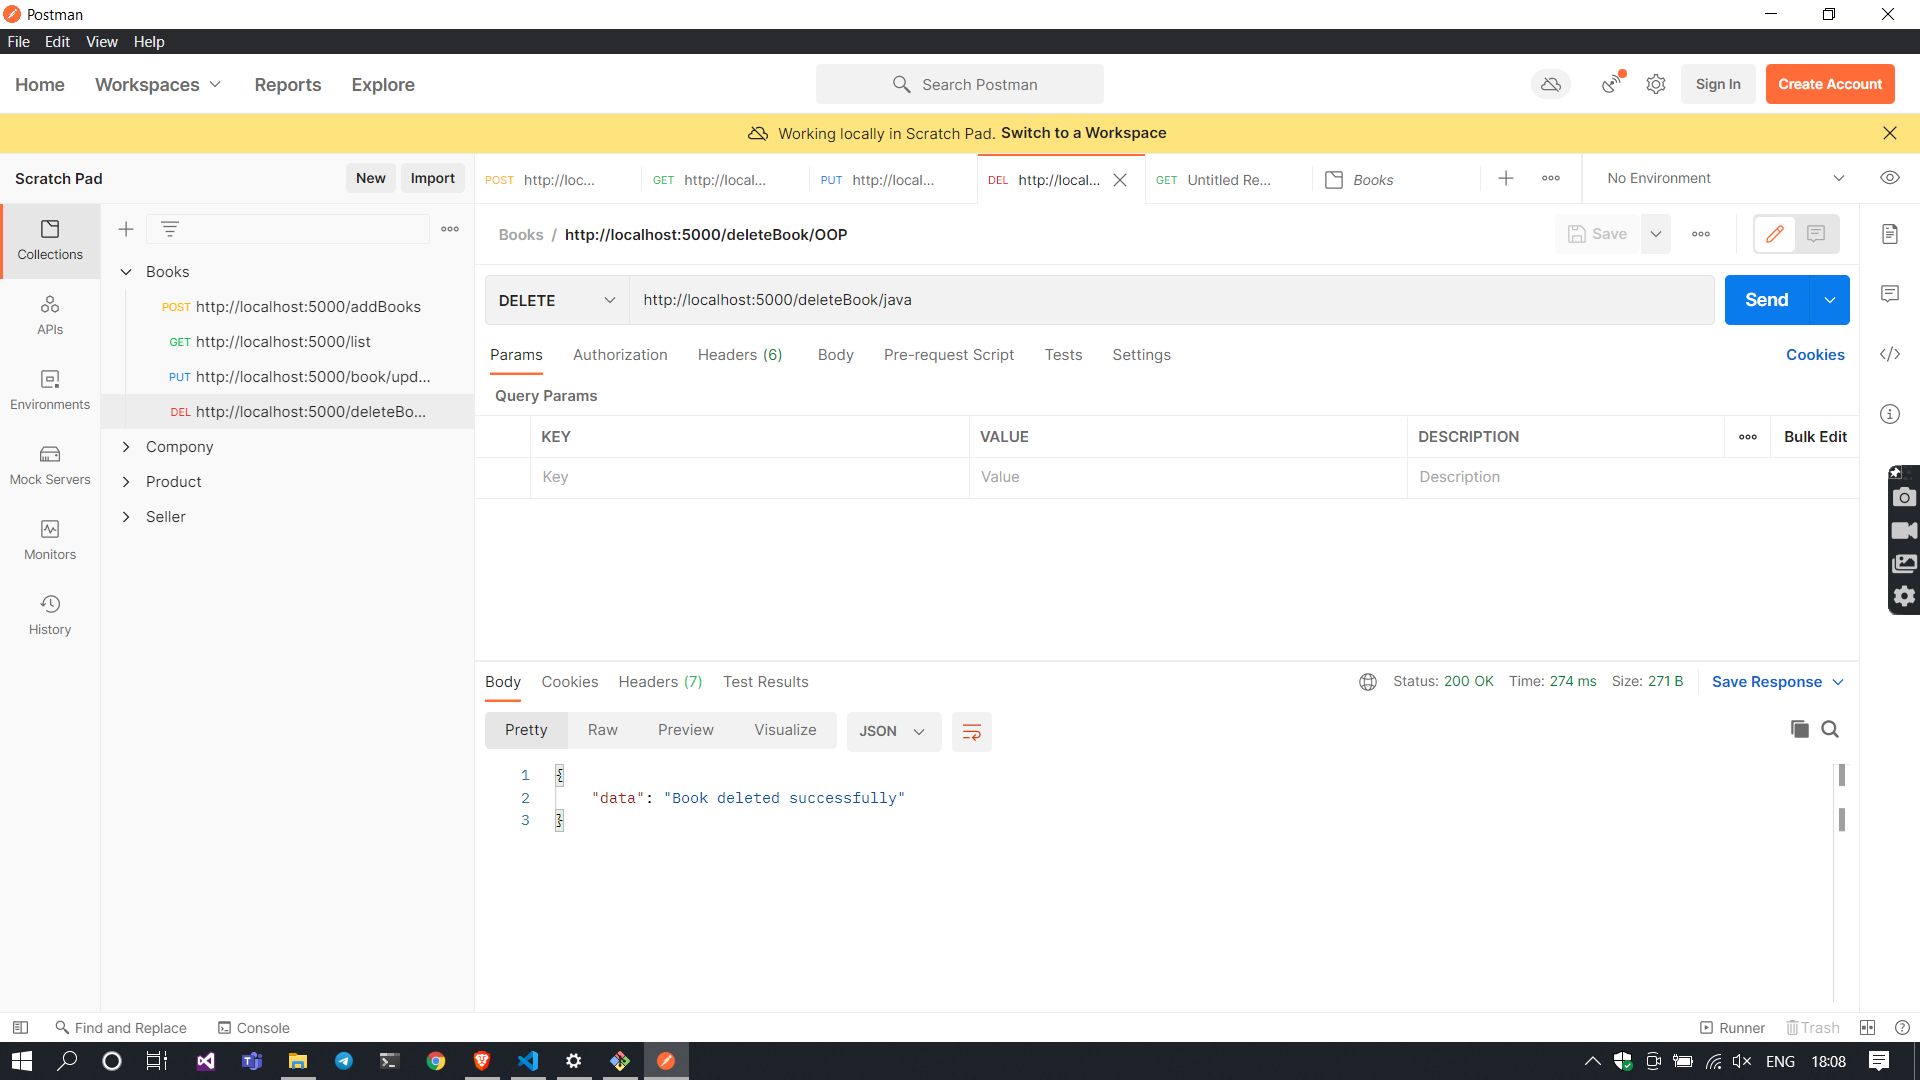 Postman
File Edit View Help
Home Workspaces Reports Explore Search Postman Sign In Create Account
Working locally in Scratch Pad. Switch to a Workspace
Scratch Pad New Import
POST http://loc... GET http://local... PUT http://local... DEL http://local... GET Untitled Re... Books No Environment
Collections
APIs
Environments
Mock Servers
Monitors
History
Books
POST http://localhost:5000/addBooks
GET http://localhost:5000/list
PUT http://localhost:5000/book/upd...
DEL http://localhost:5000/deleteBo...
Compony
Product
Seller
Books / http://localhost:5000/deleteBook/OOP Save
DELETE http://localhost:5000/deleteBook/java Send
Params Authorization Headers (6) Body Pre-request Script Tests Settings Cookies
Query Params
KEY VALUE DESCRIPTION Bulk Edit
Key Value Description
Body Cookies Headers (7) Test Results Status: 200 OK Time: 274 ms Size: 271 B Save Response
Pretty Raw Preview Visualize JSON
1 {
2 "data": "Book deleted successfully"
3 }
Find and Replace Console Runner Trash
ENG 18:08